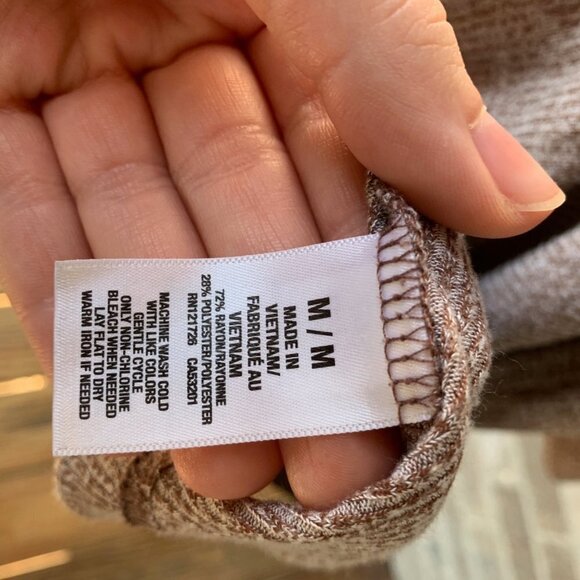 M / M
MADE IN
VIETNAM/
FABRIQUÉ AU
VIETNAM
72% RAYON/RAYONNE
28% POLYESTER/POLYESTER
RN121726 CA53201
MACHINE WASH COLD
WITH LIKE COLORS
GENTLE CYCLE
ONLY NON-CHLORINE
BLEACH WHEN NEEDED
LAY FLAT TO DRY
WARM IRON IF NEEDED